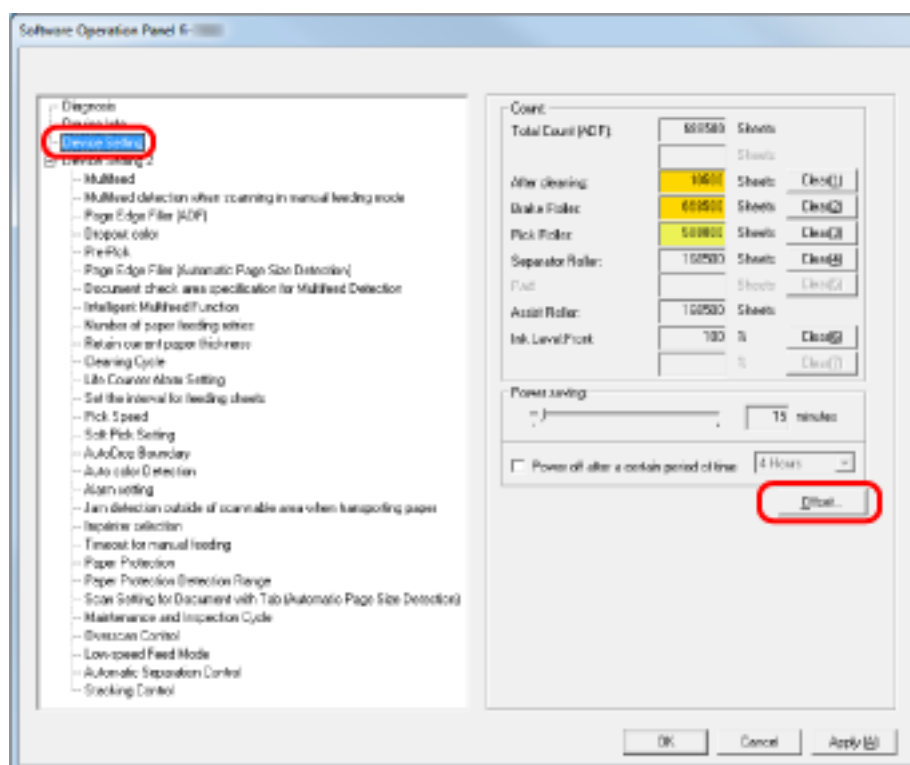 Software Operation Panel fi-
Diagnosis
Device Info
Device Setting
Device Setting 2
Multifeed
Multifeed detection when scanning in manual feeding mode
Page Edge Filler (ADF)
Dropout color
Pre-Pick
Page Edge Filler (Automatic Page Size Detection)
Document check area specification for Multifeed Detection
Intelligent Multifeed Function
Number of paper feeding retries
Retain current paper thickness
Cleaning Cycle
Life Counter Alarm Setting
Set the interval for feeding sheets
Pick Speed
Soft Pick Setting
AutoCrop Boundary
Auto color Detection
Alarm setting
Jam detection outside of scannable area when transporting paper
Imprinter selection
Timeout for manual feeding
Paper Protection
Paper Protection Detection Range
Scan Setting for Document with Tab (Automatic Page Size Detection)
Maintenance and Inspection Cycle
Overscan Control
Low-speed Feed Mode
Automatic Separation Control
Stacking Control
Count
Total Count (ADF): Sheets
Sheets
After cleaning: Sheets Clear(1)
Brake Roller: Sheets Clear(2)
Pick Roller: Sheets Clear(3)
Separator Roller: Sheets Clear(4)
Pad: Sheets Clear(5)
Assist Roller: Sheets
Ink Level:Front 100 % Clear(6)
% Clear(7)
Power saving
15 minutes
Power off after a certain period of time 4 Hours
Offset...
OK Cancel Apply (A)